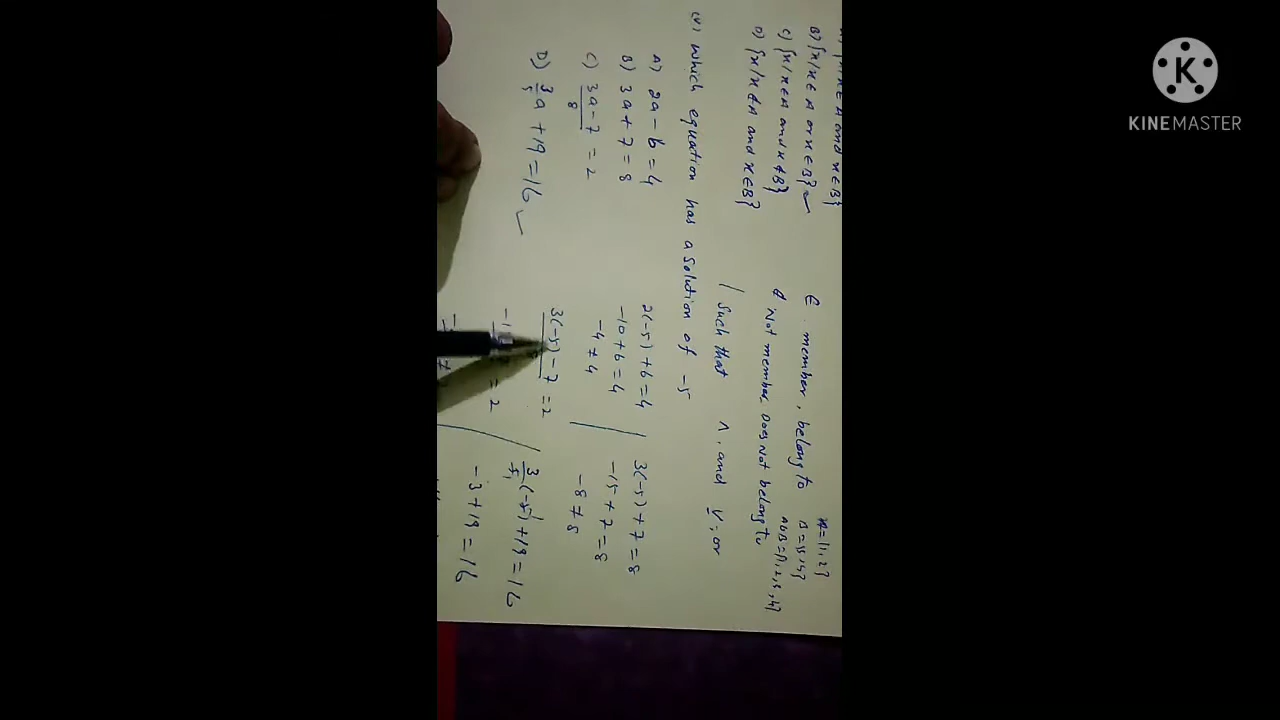 B) {x/x ∈ A or x ∈ B} ✓
C) {x/x ∈ A and x ∉ B}
D) {x/x ∉ A and x ∈ B}
∈ . member, belong to
∉ Not member Does Not belong to
B = {3,4}
AUB = {1,2,3,4}
/ Such that ∧ , and ∨ , or
(v) Which equation has a solution of -5
A) 2a - b = 4
B) 3a + 7 = 8
C) 3a - 7 / 8 = 2
D) 3/5 a + 19 = 16 ✓
2(-5) + 6 = 4
-10 + 6 = 4
-4 ≠ 4
3(-5) + 7 = 8
-15 + 7 = 8
-8 ≠ 8
3(-5) - 7 = 2
= 2
3/5 (-5) + 19 = 16
-3 + 19 = 16
KINEMASTER